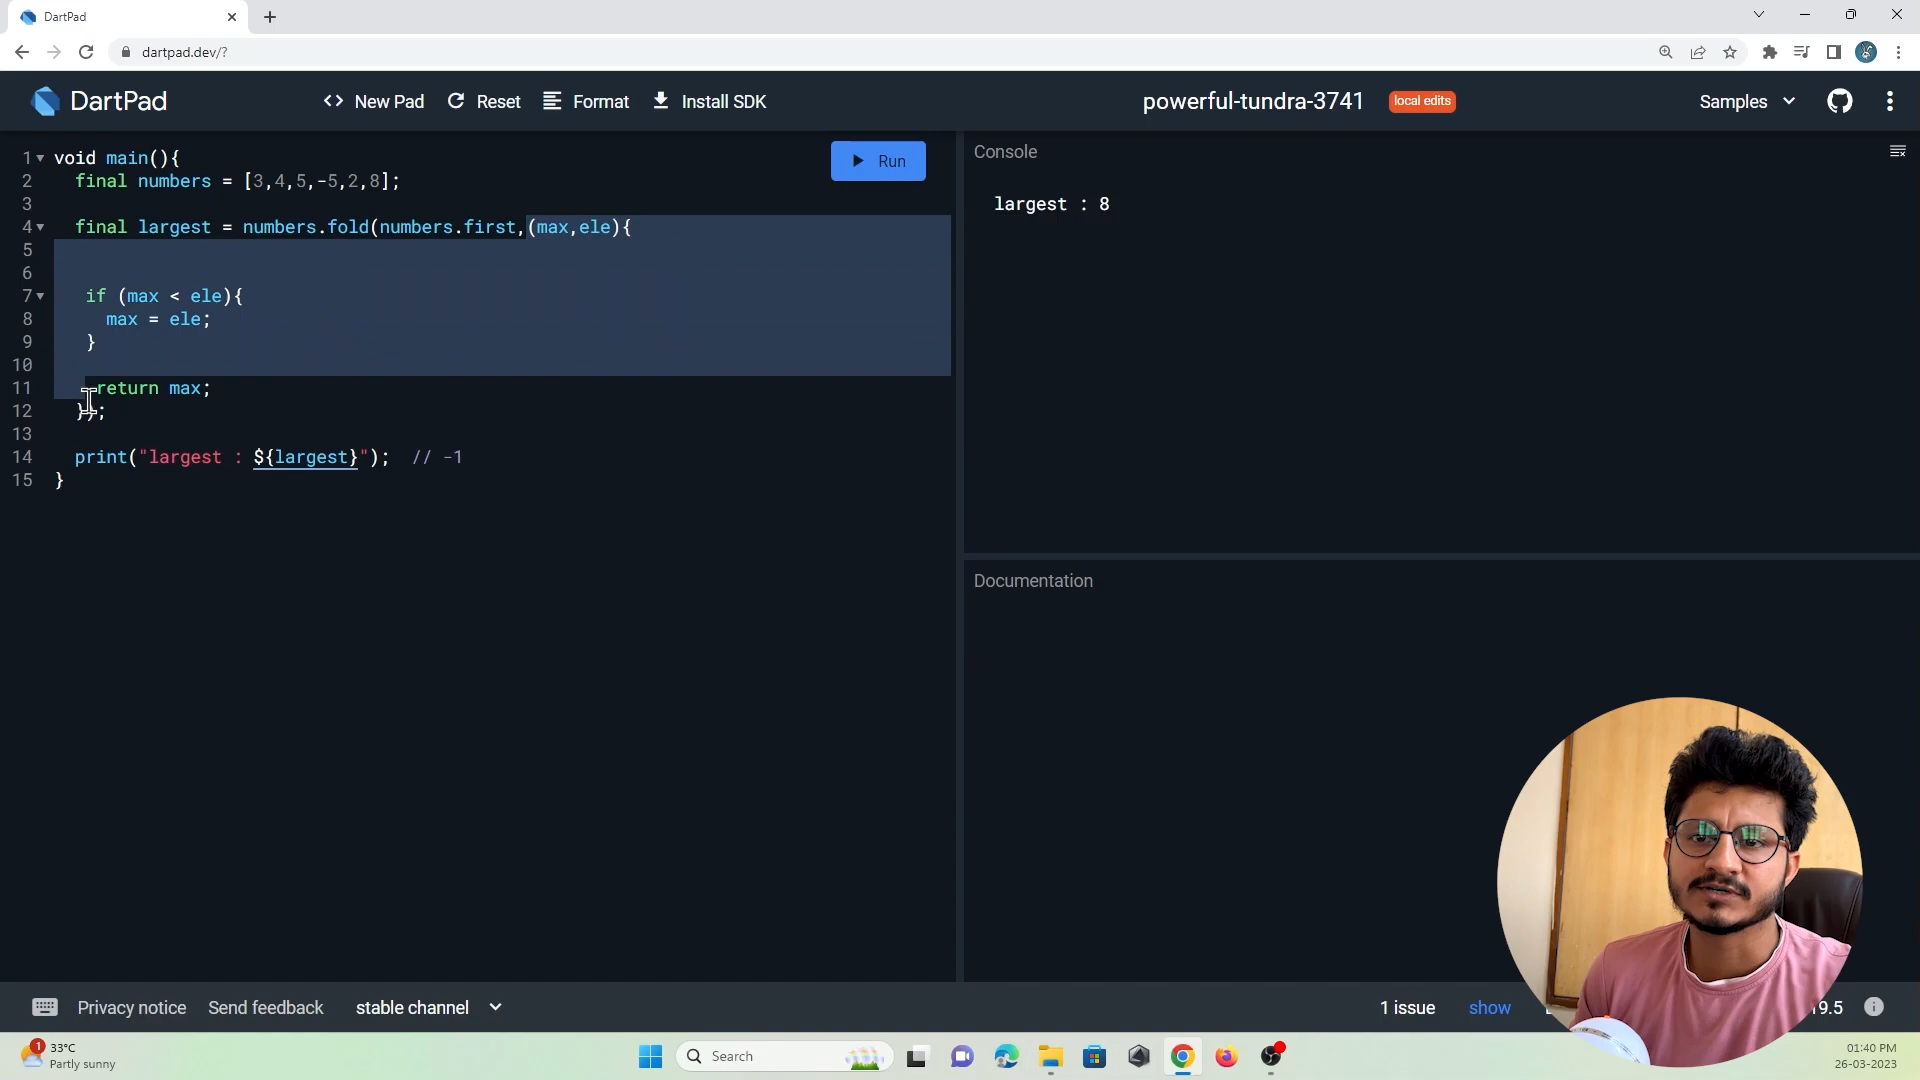 DartPad
dartpad.dev/?
DartPad
New Pad
Reset
Format
Install SDK
powerful-tundra-3741
local edits
Samples
1 void main(){
2 final numbers = [3,4,5,-5,2,8];
3
4 final largest = numbers.fold(numbers.first,(max,ele){
5
6
7 if (max < ele){
8 max = ele;
9 }
10
11 return max;
12 });
13
14 print("largest : ${largest}"); // -1
15 }
Run
Console
largest : 8
Documentation
Privacy notice
Send feedback
stable channel
1 issue
show
19.5
1
33°C
Partly sunny
Search
01:40 PM
26-03-2023